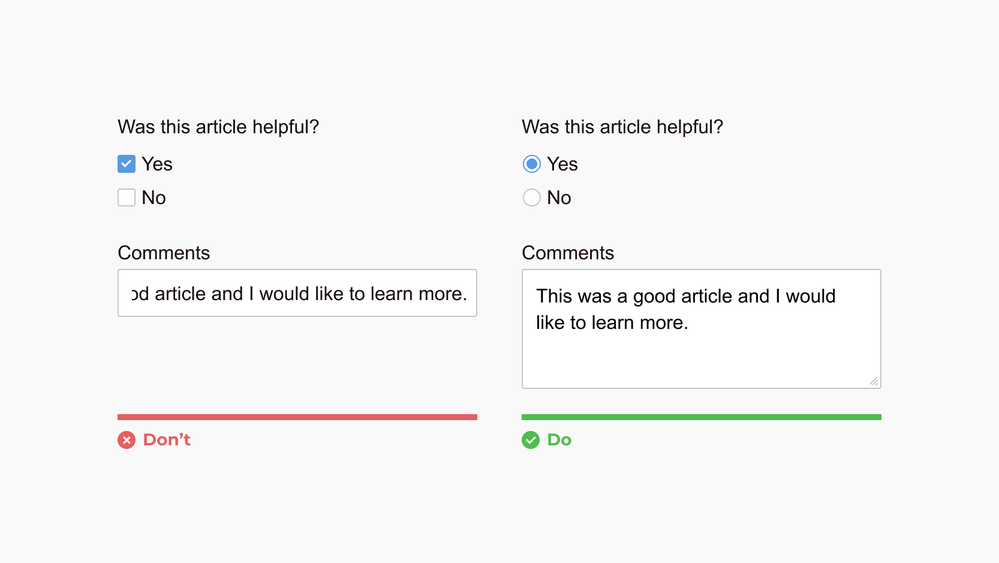 Was this article helpful?
Yes
No
Comments
od article and I would like to learn more.
Don’t
Was this article helpful?
Yes
No
Comments
This was a good article and I would
like to learn more.
Do